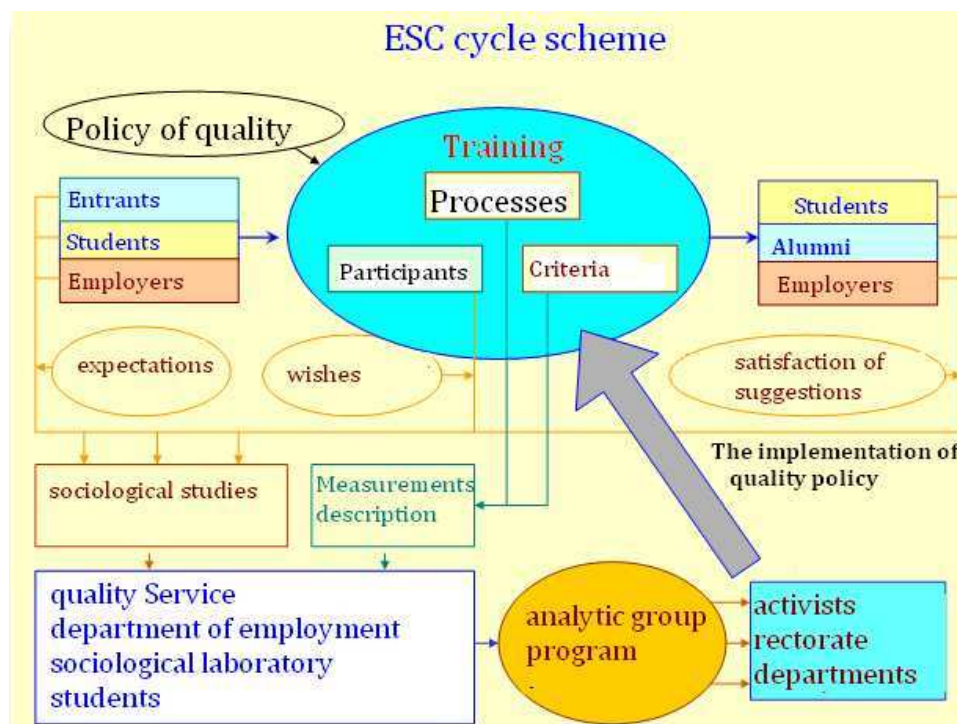 ESC cycle scheme
Policy of quality
Training
Processes
Participants
Criteria
Entrants
Students
Employers
Students
Alumni
Employers
expectations
wishes
satisfaction of
suggestions
The implementation of
quality policy
sociological studies
Measurements
description
quality Service
department of employment
sociological laboratory
students
analytic group
program
activists
rectorate
departments